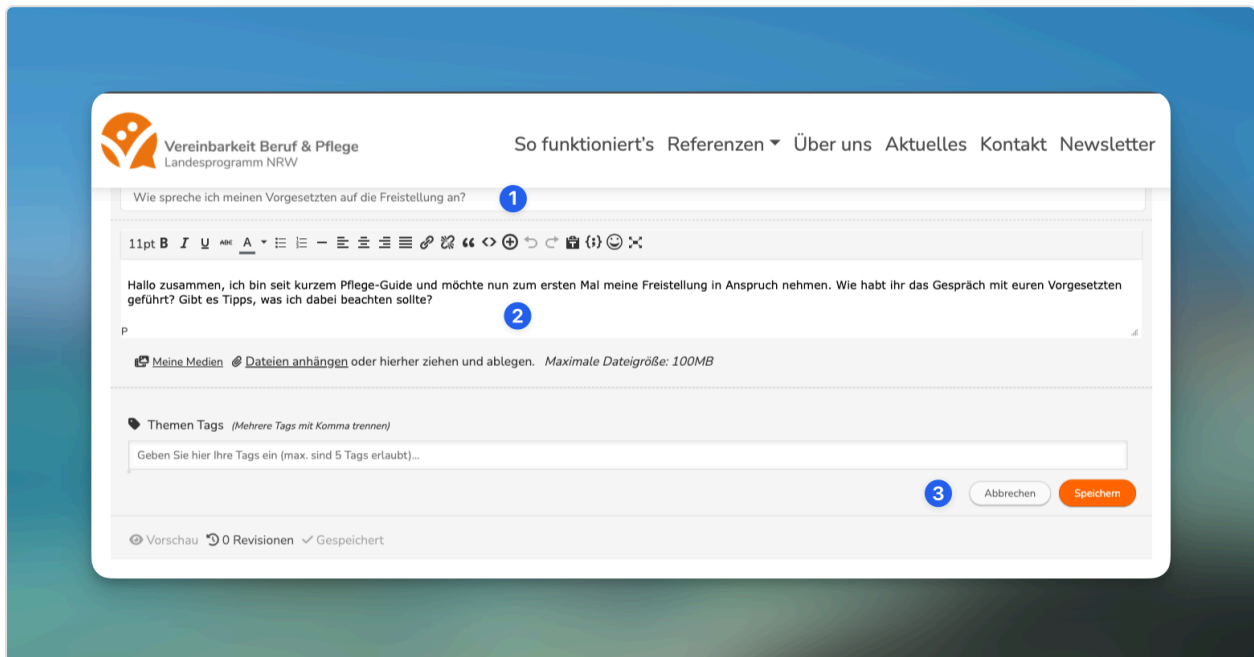 Vereinbarkeit Beruf & Pflege
Landesprogramm NRW
So funktioniert's Referenzen Über uns Aktuelles Kontakt Newsletter
Wie spreche ich meinen Vorgesetzten auf die Freistellung an? 1
11pt B I U ABC A
Hallo zusammen, ich bin seit kurzem Pflege-Guide und möchte nun zum ersten Mal meine Freistellung in Anspruch nehmen. Wie habt ihr das Gespräch mit euren Vorgesetzten
geführt? Gibt es Tipps, was ich dabei beachten sollte?
2
P
Meine Medien Dateien anhängen oder hierher ziehen und ablegen. Maximale Dateigröße: 100MB
Themen Tags (Mehrere Tags mit Komma trennen)
Geben Sie hier Ihre Tags ein (max. sind 5 Tags erlaubt)...
3 Abbrechen Speichern
Vorschau 0 Revisionen Gespeichert